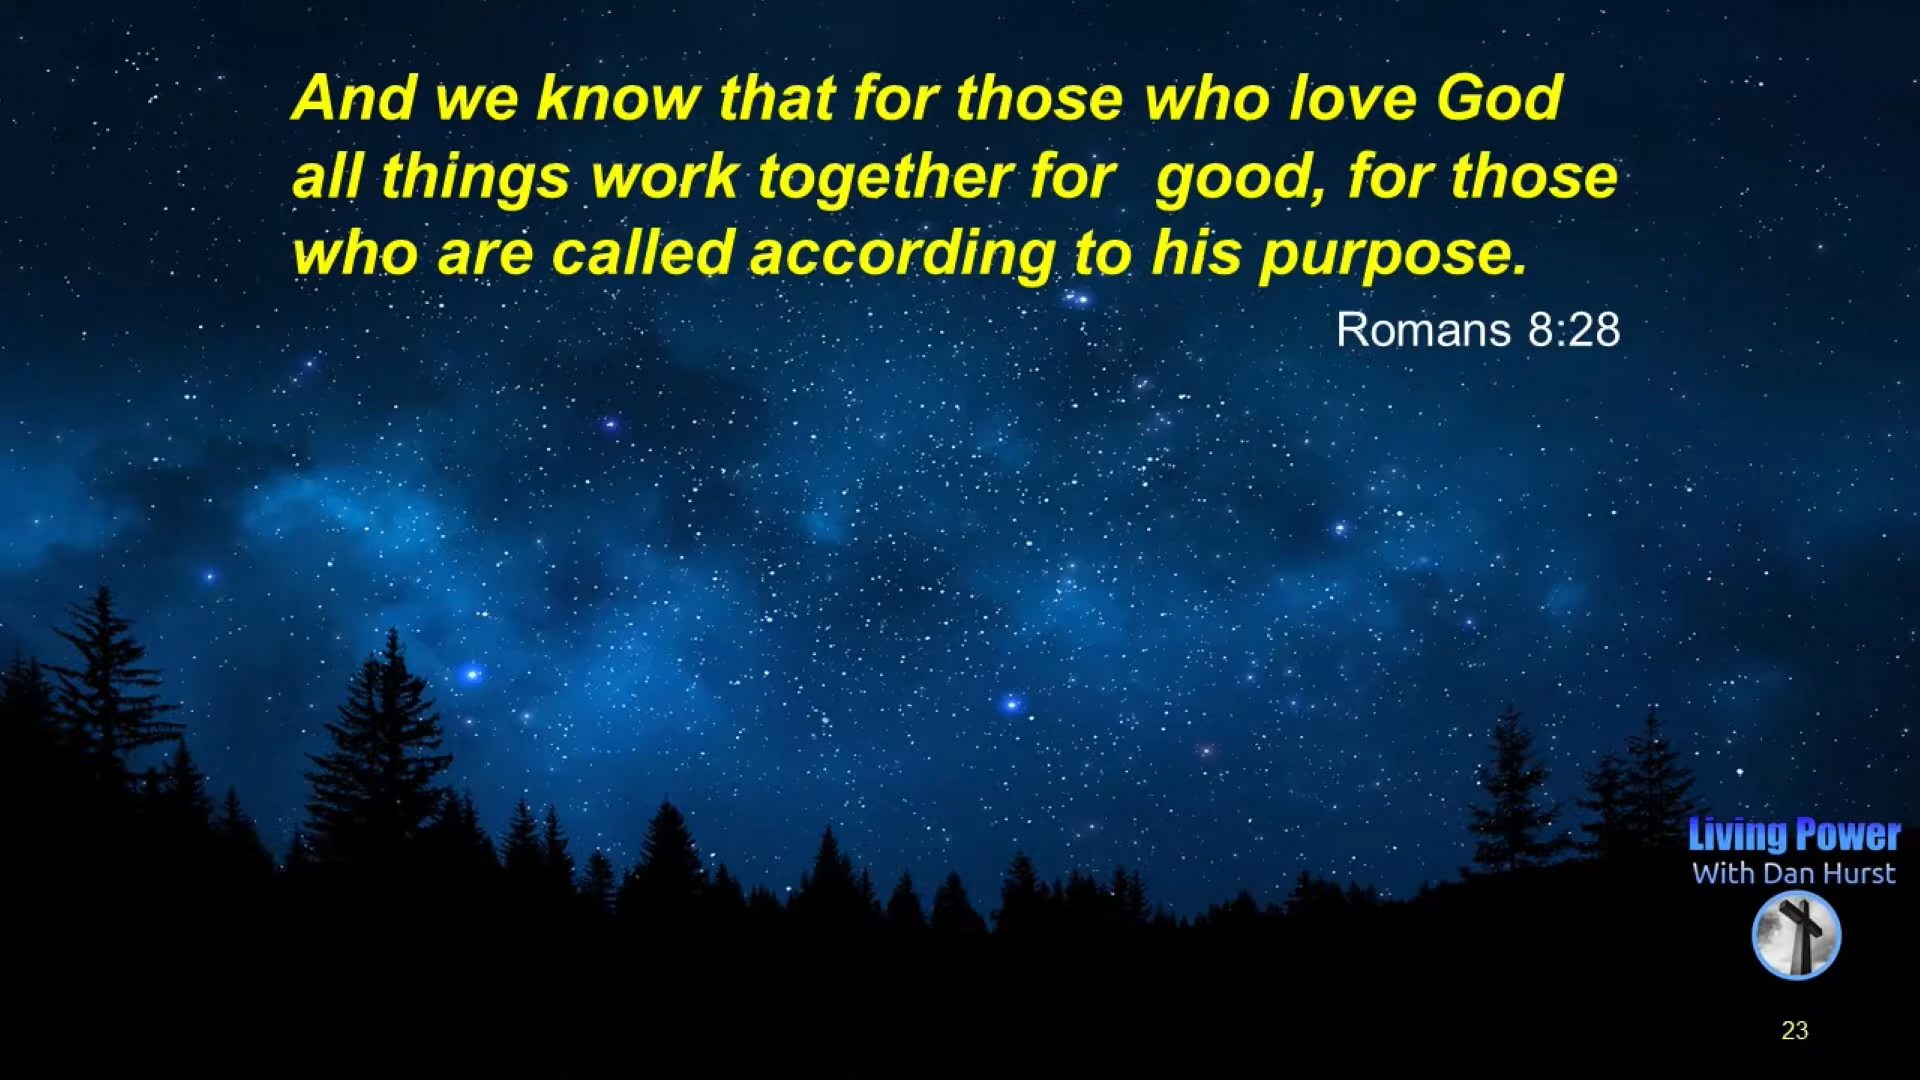 And we know that for those who love God
all things work together for good, for those
who are called according to his purpose.
Romans 8:28
Living Power
With Dan Hurst
23